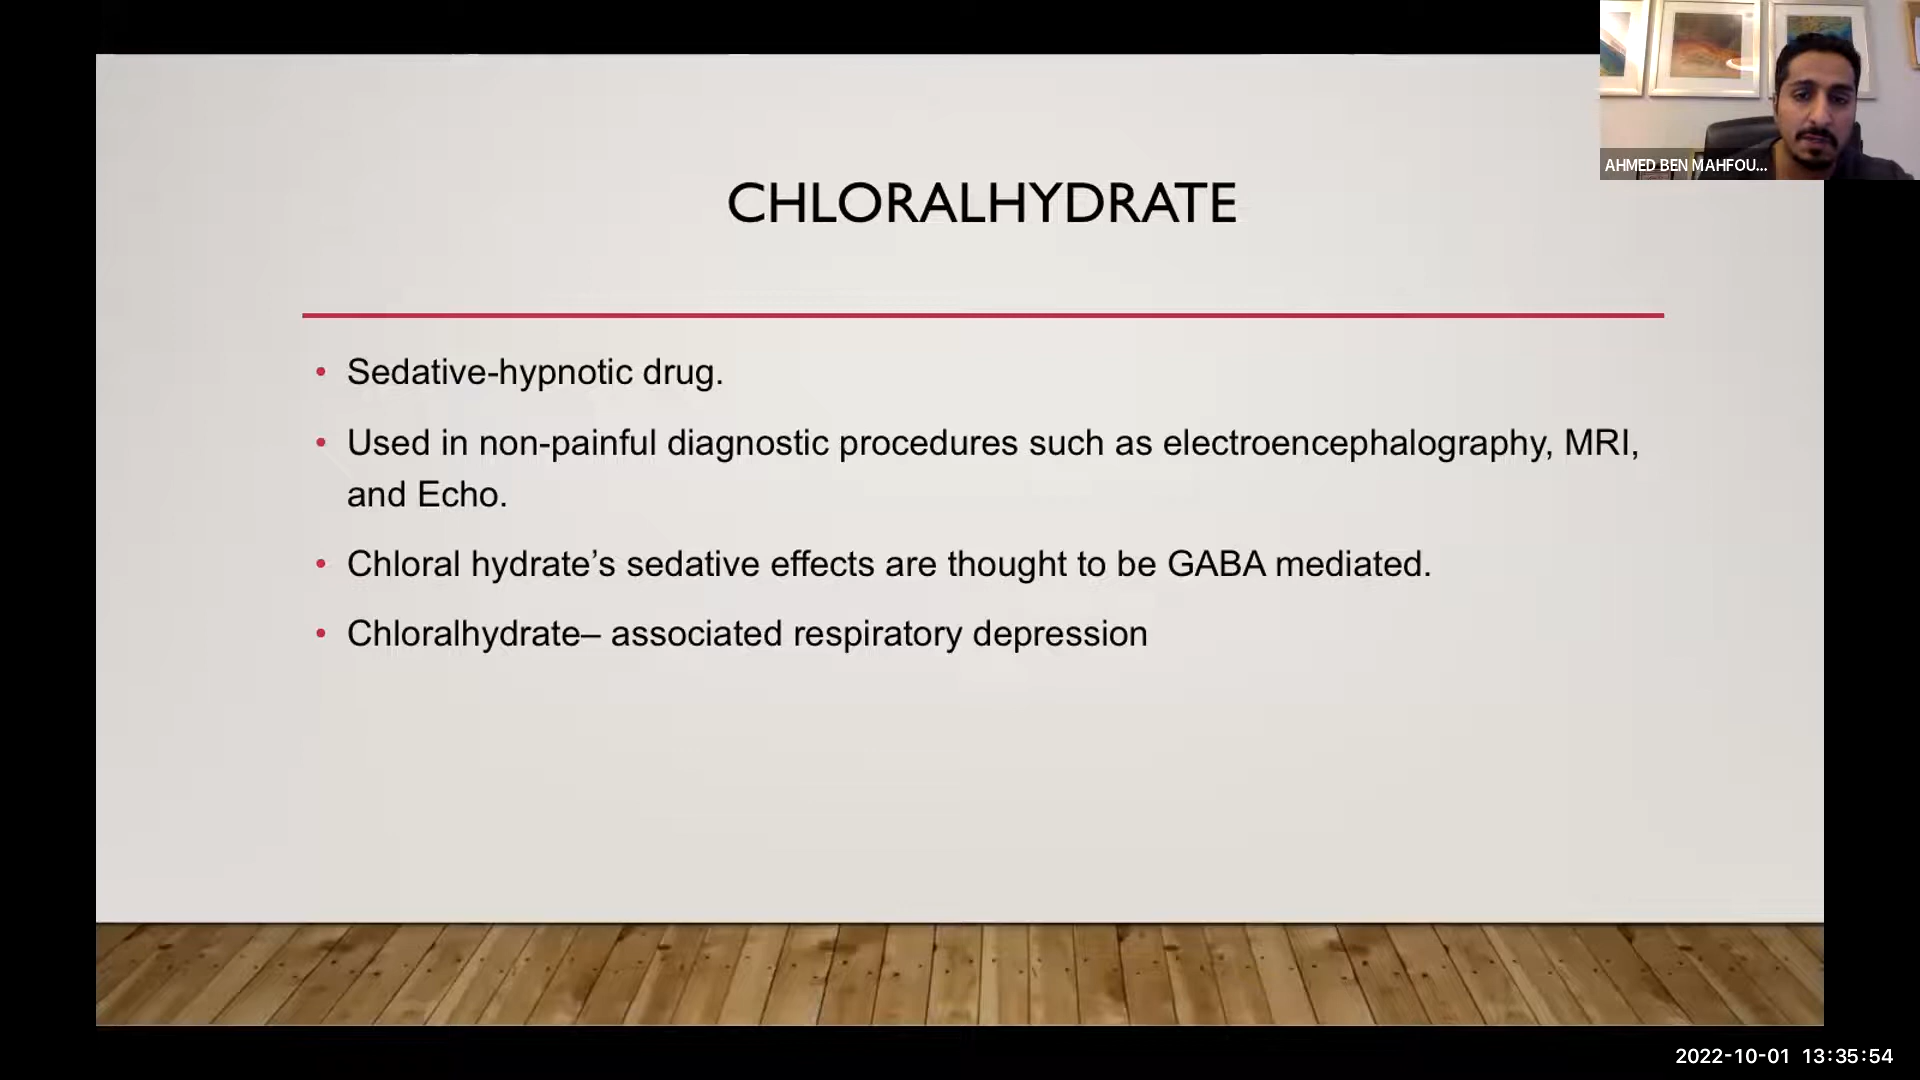 AHMED BEN MAHFOU...
CHLORALHYDRATE
• Sedative-hypnotic drug.
• Used in non-painful diagnostic procedures such as electroencephalography, MRI,
and Echo.
• Chloral hydrate’s sedative effects are thought to be GABA mediated.
• Chloralhydrate– associated respiratory depression
2022-10-01 13:35:54